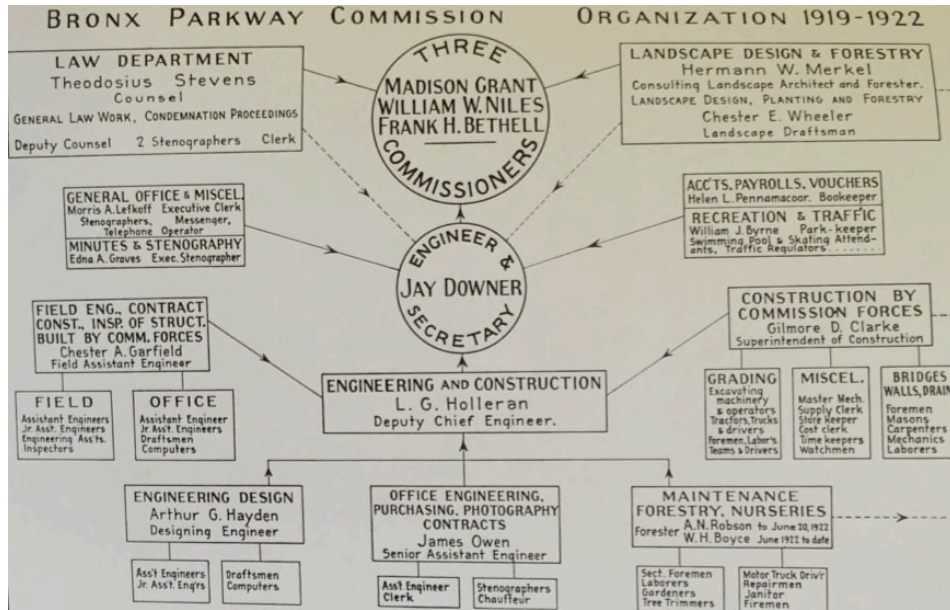 BRONX PARKWAY COMMISSION ORGANIZATION 1919-1922
LAW DEPARTMENT
Theodosius Stevens
Counsel
GENERAL LAW WORK, CONDEMNATION PROCEEDINGS
Deputy Counsel 2 Stenographers Clerk
THREE
MADISON GRANT
WILLIAM W. NILES
FRANK H. BETHELL
COMMISSIONERS
LANDSCAPE DESIGN & FORESTRY
Hermann W. Merkel
Consulting Landscape Architect and Forester.
LANDSCAPE DESIGN, PLANTING AND FORESTRY
Chester E. Wheeler
Landscape Draftsman
GENERAL OFFICE & MISCEL.
Morris A. Lefkoff Executive Clerk
Stenographers, Messenger,
Telephone Operator
MINUTES & STENOGRAPHY
Edna A. Graves Exec. Stenographer
ENGINEER &
JAY DOWNER
SECRETARY
ACC'TS, PAYROLLS, VOUCHERS
Helen L. Pennamacoor. Bookeeper
RECREATION & TRAFFIC
William J. Byrne Park-keeper
Swimming Pool & Skating Attend-
ants, Traffic Regulators
FIELD ENG., CONTRACT
CONST., INSP. OF STRUCT.
BUILT BY COMM. FORCES
Chester A. Garfield
Field Assistant Engineer
FIELD
Assistant Engineers
Jr. Ass't. Engineers
Engineering Ass'ts.
Inspectors
OFFICE
Assistant Engineer
Jr. Ass't. Engineers
Draftsmen
Computers
ENGINEERING AND CONSTRUCTION
L. G. Holleran
Deputy Chief Engineer.
CONSTRUCTION BY
COMMISSION FORCES
Gilmore D. Clarke
Superintendent of Construction
GRADING
Excavating
machinery
& operators
Tractors, Trucks
& drivers
Foremen, Labor's
Teams & Drivers
MISCEL.
Master Mech.
Supply Clerk
Store Keeper
Cost clerk
Time keepers
Watchmen
BRIDGES
WALLS, DRAIN
Foremen
Masons
Carpenters
Mechanics
Laborers
ENGINEERING DESIGN
Arthur G. Hayden
Designing Engineer
Ass't Engineers
Jr. Ass't. Eng'rs
Draftsmen
Computers
OFFICE ENGINEERING,
PURCHASING, PHOTOGRAPHY
CONTRACTS
James Owen
Senior Assistant Engineer
Ass't Engineer
Clerk
Stenographers
Chauffeur
MAINTENANCE
FORESTRY, NURSERIES
Forester A.N. Robson to June 20, 1922
W.H. Boyce June 1922 to date
Sect. Foremen
Laborers
Gardeners
Tree Trimmers
Motor Truck Driv'r
Repairmen
Janitor
Firemen